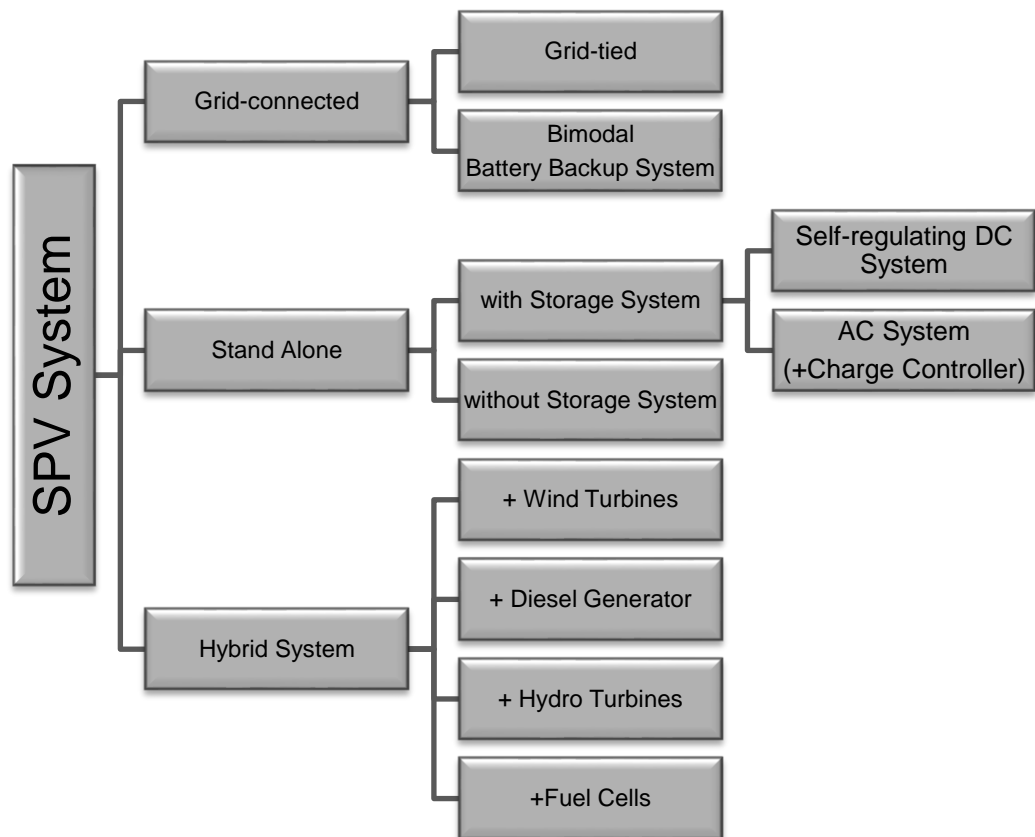 SPV System
Grid-connected
Grid-tied
Bimodal
Battery Backup System
Stand Alone
with Storage System
Self-regulating DC
System
AC System
(+Charge Controller)
without Storage System
Hybrid System
+ Wind Turbines
+ Diesel Generator
+ Hydro Turbines
+Fuel Cells